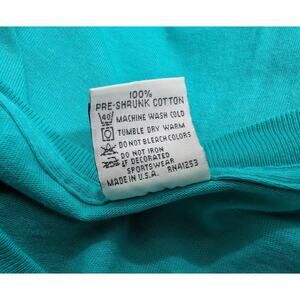 100%
PRE-SHRUNK COTTON
40 MACHINE WASH COLD
TUMBLE DRY WARM
DO NOT BLEACH COLORS
DO NOT IRON
IF DECORATED
SPORTSWEAR
MADE IN U.S.A. RN41253